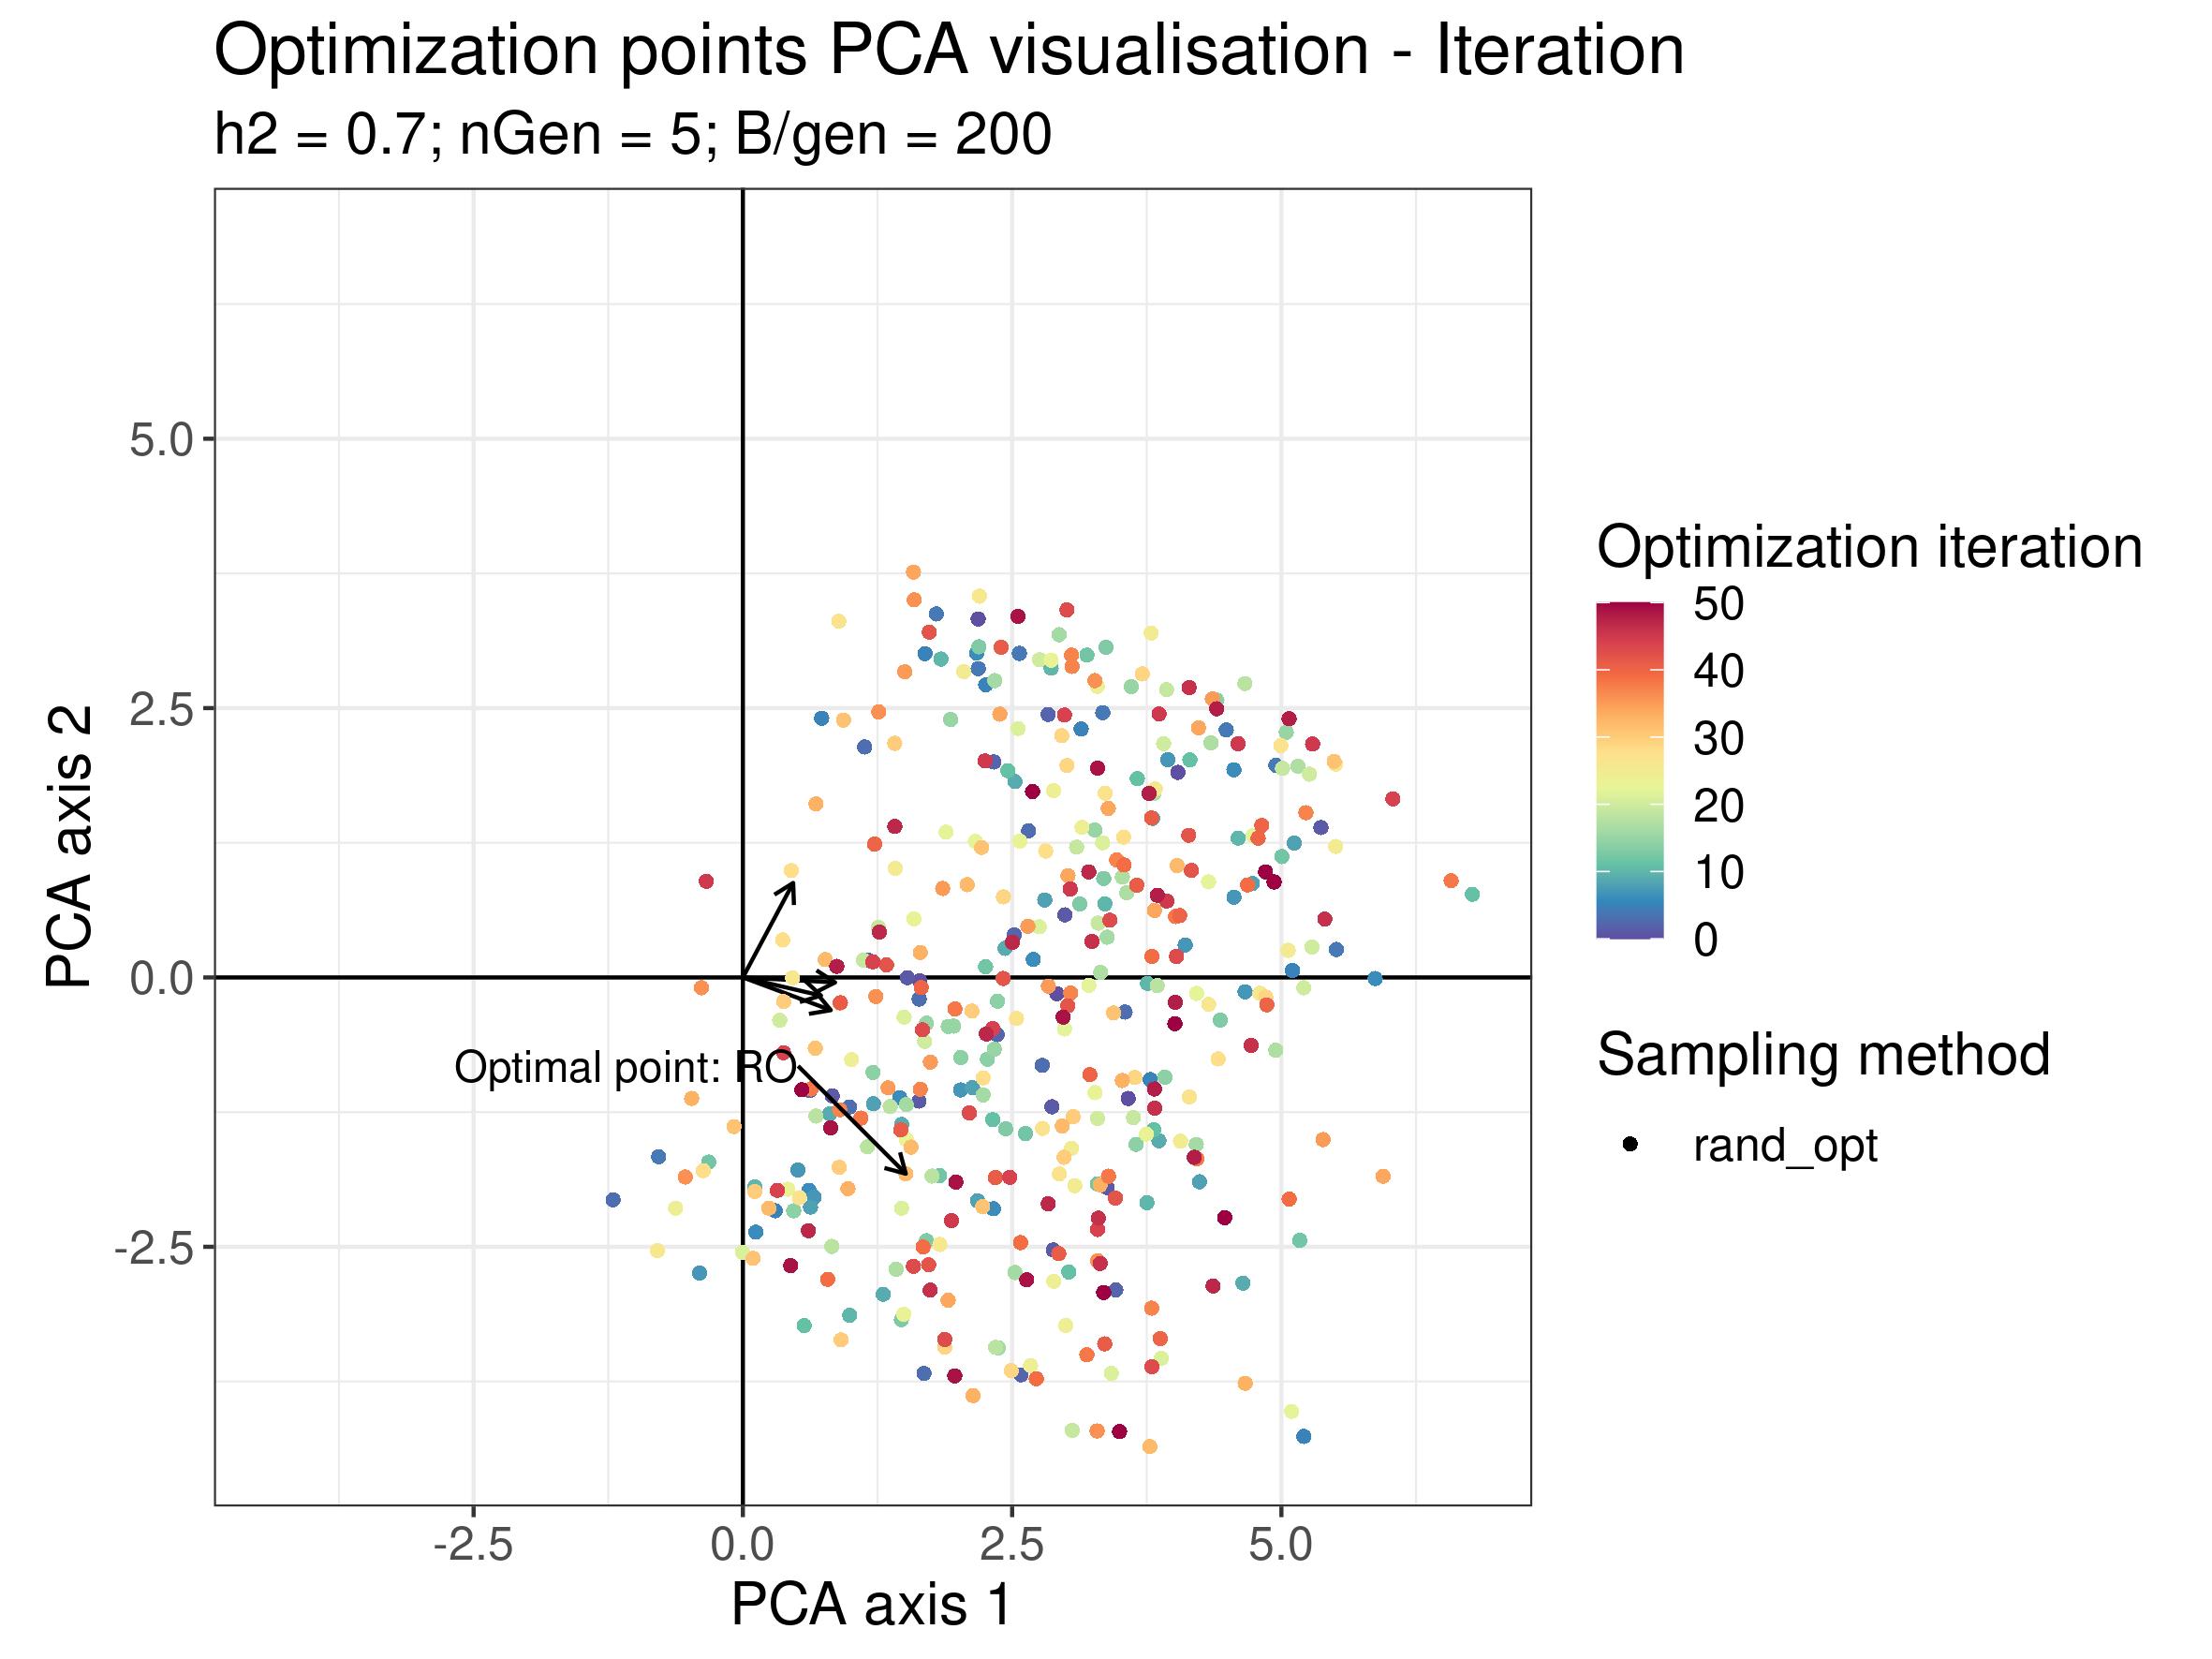 Optimization points PCA visualisation - Iteration
h2 = 0.7; nGen = 5; B/gen = 200
PCA axis 2
5.0
2.5
0.0
-2.5
Optimal point: RO
-2.5
0.0
2.5
5.0
PCA axis 1
Optimization iteration
50
40
30
20
10
0
Sampling method
rand_opt